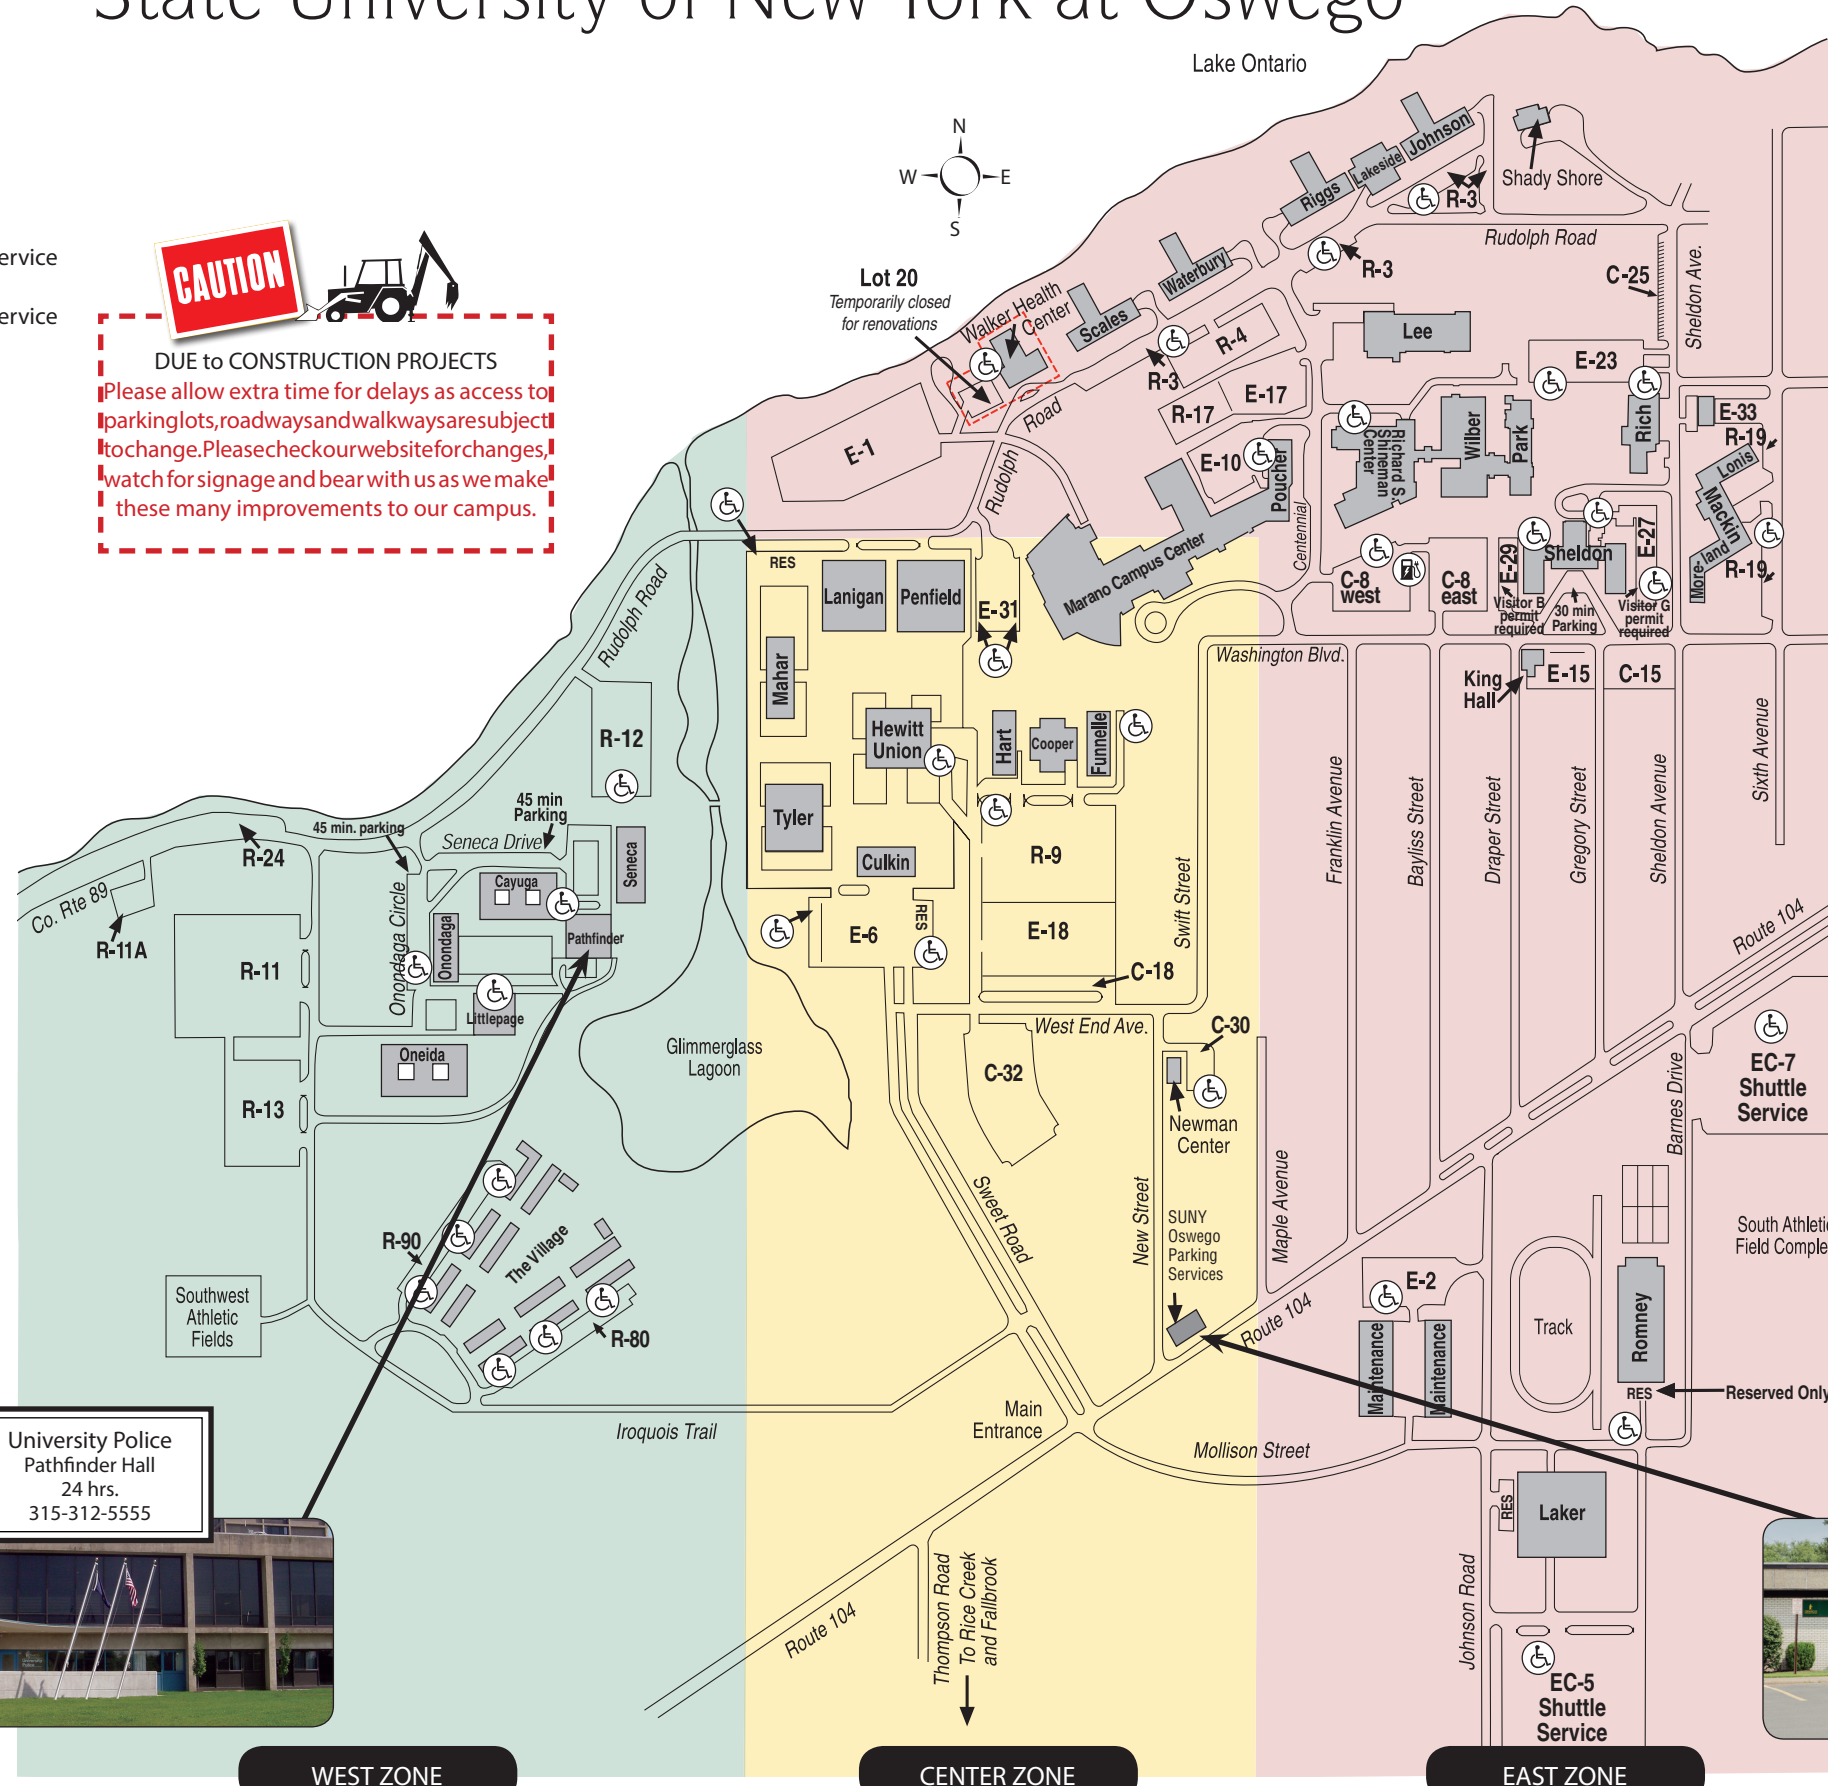 State University of New York at Oswego
Lake Ontario
N
W
E
S
ervice
ervice
CAUTION
DUE to CONSTRUCTION PROJECTS
Please allow extra time for delays as access to
parkinglots,roadwaysandwalkwaysaresubject
tochange.Pleasecheckourwebsiteforchanges,
watch for signage and bear with us as we make
these many improvements to our campus.
Lot 20
Temporarily closed
for renovations
Walker Health
Center
Scales
Waterbury
Riggs
Lakeside
Johnson
Shady Shore
R-3
Rudolph Road
R-3
C-25
Sheldon Ave.
Lee
R-4
R-3
E-23
E-17
R-17
E-1
Rudolph
Road
E-10
Poucher
Richard S.
Shineman
Center
Wilber
Park
Rich
E-33
R-19
Lonis
Mackin
More-land
R-19
Centennial
Marano Campus Center
C-8
west
C-8
east
E-29
Sheldon
E-27
Visitor B
permit
required
30 min
Parking
Visitor G
permit
required
Washington Blvd.
King
Hall
E-15
C-15
RES
Lanigan
Penfield
E-31
Mahar
Hewitt
Union
Hart
Cooper
Funnelle
Tyler
Culkin
R-9
E-6
RES
E-18
C-18
Rudolph Road
R-12
45 min
Parking
45 min. parking
Seneca Drive
Seneca
R-24
Co. Rte 89
R-11A
Cayuga
Onondaga Circle
Onondaga
Pathfinder
R-11
Littlepage
Oneida
R-13
Glimmerglass
Lagoon
West End Ave.
C-32
C-30
Newman
Center
Swift Street
Franklin Avenue
Bayliss Street
Draper Street
Gregory Street
Sheldon Avenue
Sixth Avenue
Route 104
EC-7
Shuttle
Service
Barnes Drive
R-90
The Village
R-80
Southwest
Athletic
Fields
Sweet Road
New Street
SUNY
Oswego
Parking
Services
Maple Avenue
Route 104
E-2
Maintenance
Maintenance
Track
Romney
South Athletic
Field Comple
RES
Reserved Only
Iroquois Trail
Main
Entrance
Mollison Street
University Police
Pathfinder Hall
24 hrs.
315-312-5555
RES
Laker
Johnson Road
Route 104
Thompson Road
To Rice Creek
and Fallbrook
EC-5
Shuttle
Service
WEST ZONE
CENTER ZONE
EAST ZONE